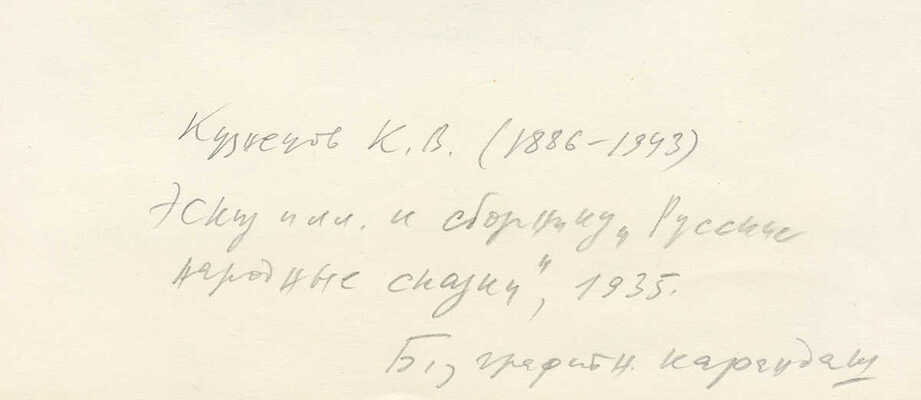 Кузнецов К.В. (1886-1943)
Эскиз илл. к сборнику „Русские
народные сказки", 1935.
Б., графитн. карандаш